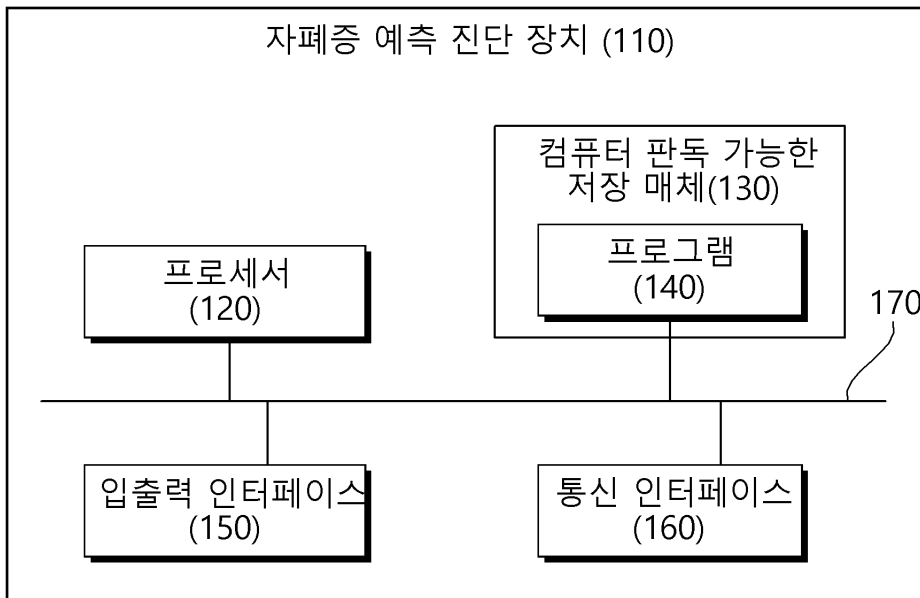 자폐증 예측 진단 장치 (110)
컴퓨터 판독 가능한
저장 매체(130)
프로그램
(140)
프로세서
(120)
170
입출력 인터페이스
(150)
통신 인터페이스
(160)